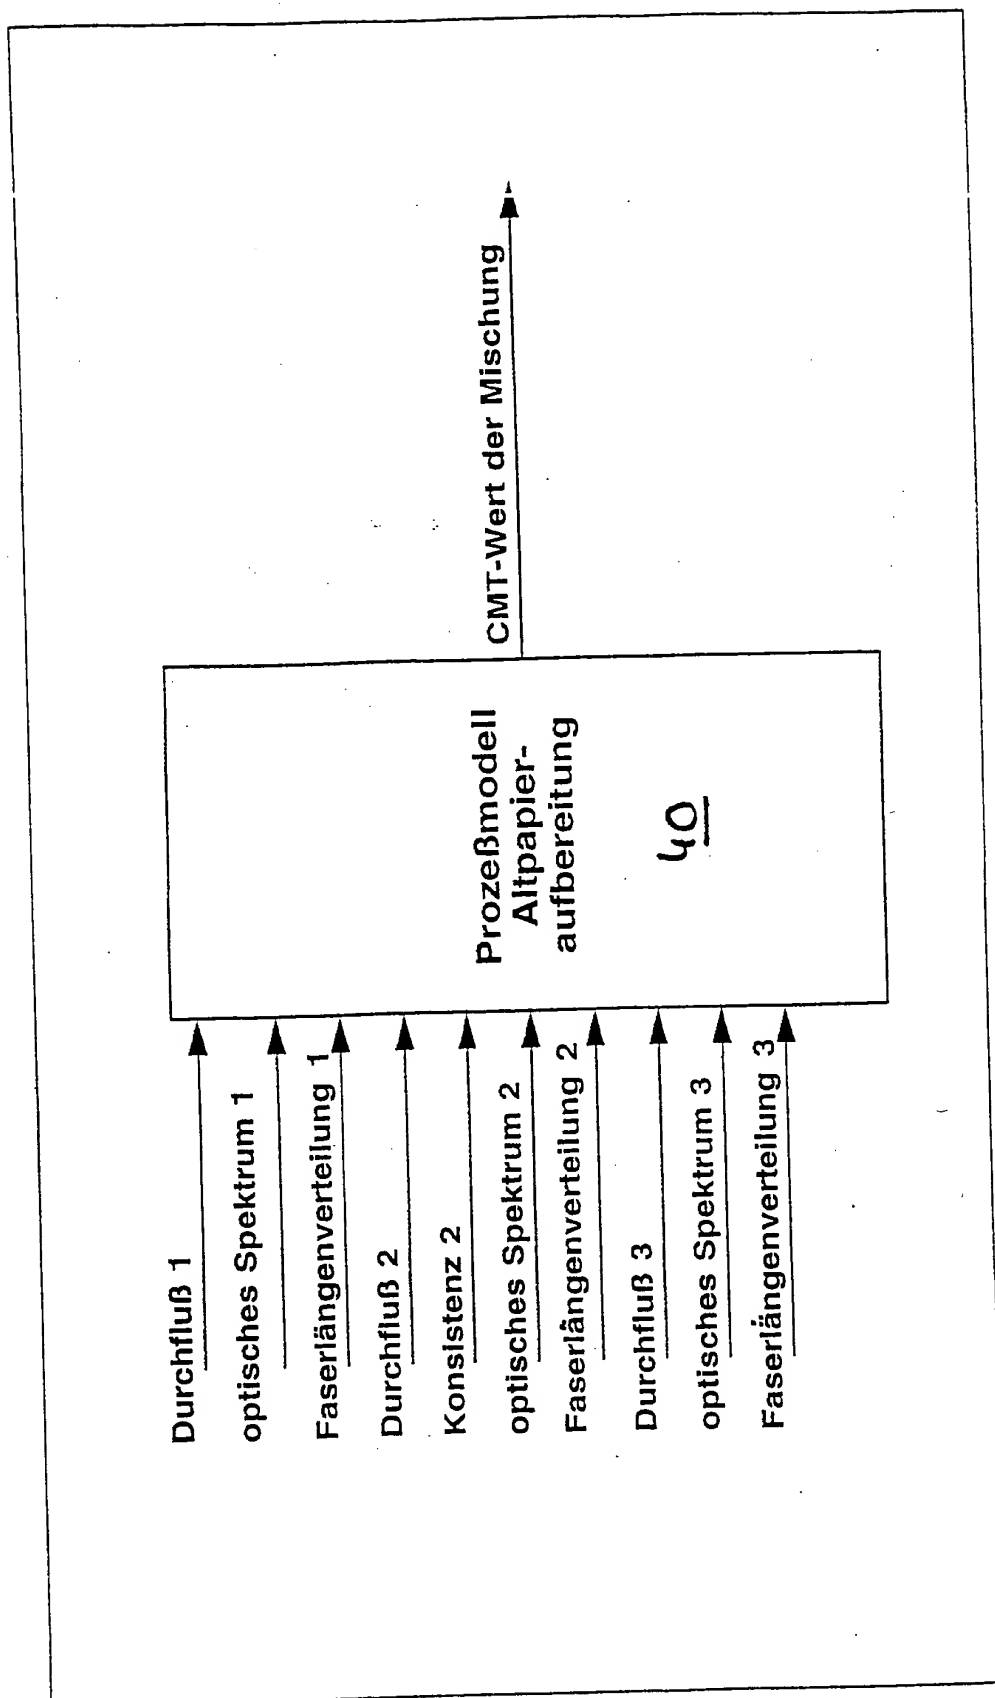 Durchfluß 1
optisches Spektrum 1
Faserlängenverteilung 1
Durchfluß 2
Konsistenz 2
optisches Spektrum 2
Faserlängenverteilung 2
Durchfluß 3
optisches Spektrum 3
Faserlängenverteilung 3
Prozeßmodell
Altpapier-
aufbereitung
40
CMT-Wert der Mischung